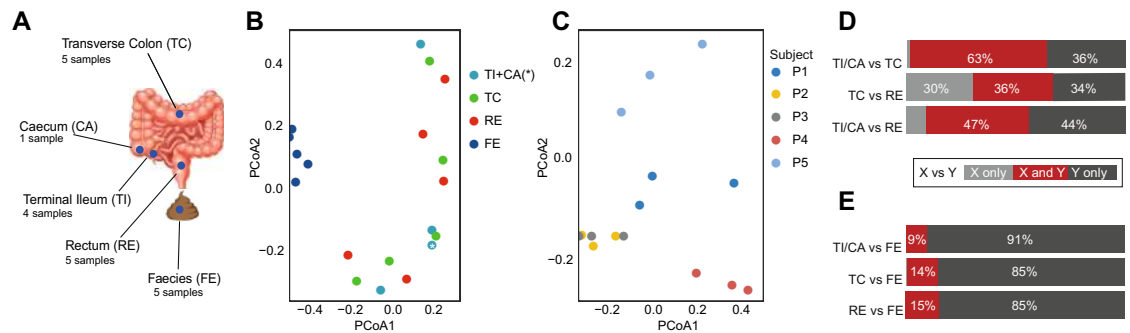 A
Transverse Colon (TC)
5 samples
Caecum (CA)
1 sample
Terminal Ileum (TI)
4 samples
Rectum (RE)
5 samples
Faecies (FE)
5 samples
B
0.4
0.2
0.0
−0.2
PCoA2
−0.4
−0.2
0.0
0.2
0.4
PCoA1
TI+CA(*)
TC
RE
FE
*
C
0.2
0.0
−0.2
PCoA2
−0.2
0.0
0.2
0.4
PCoA1
Subject
P1
P2
P3
P4
P5
D
TI/CA vs TC
63%
36%
TC vs RE
30%
36%
34%
TI/CA vs RE
47%
44%
X vs Y
X only
X and Y
Y only
E
TI/CA vs FE
9%
91%
TC vs FE
14%
85%
RE vs FE
15%
85%